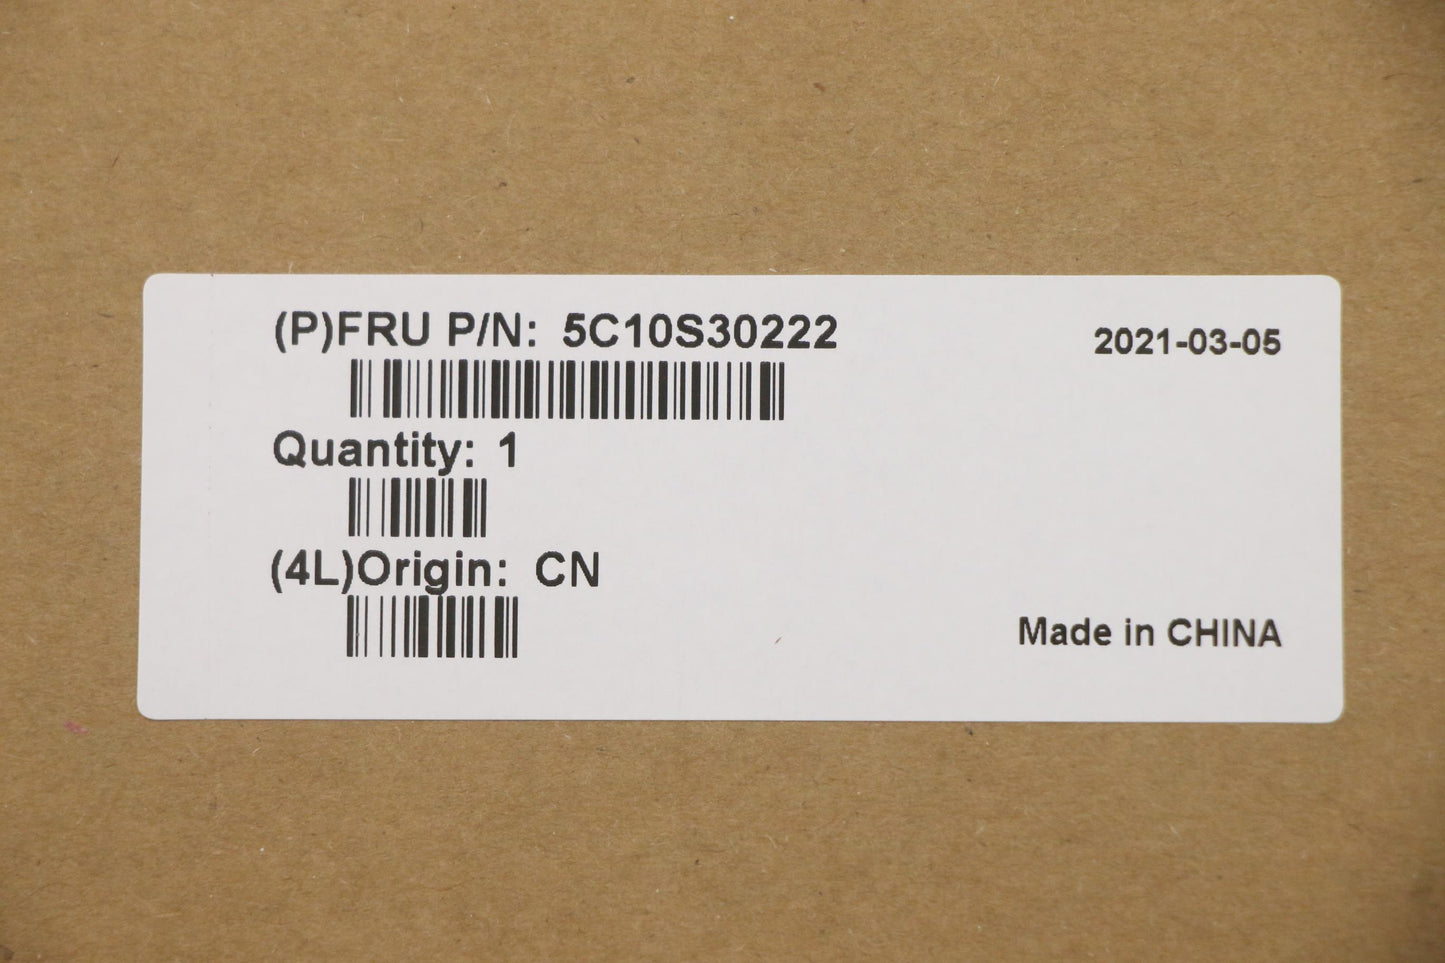 (P)FRU P/N: 5C10S30222
2021-03-05
Quantity: 1
(4L)Origin: CN
Made in CHINA